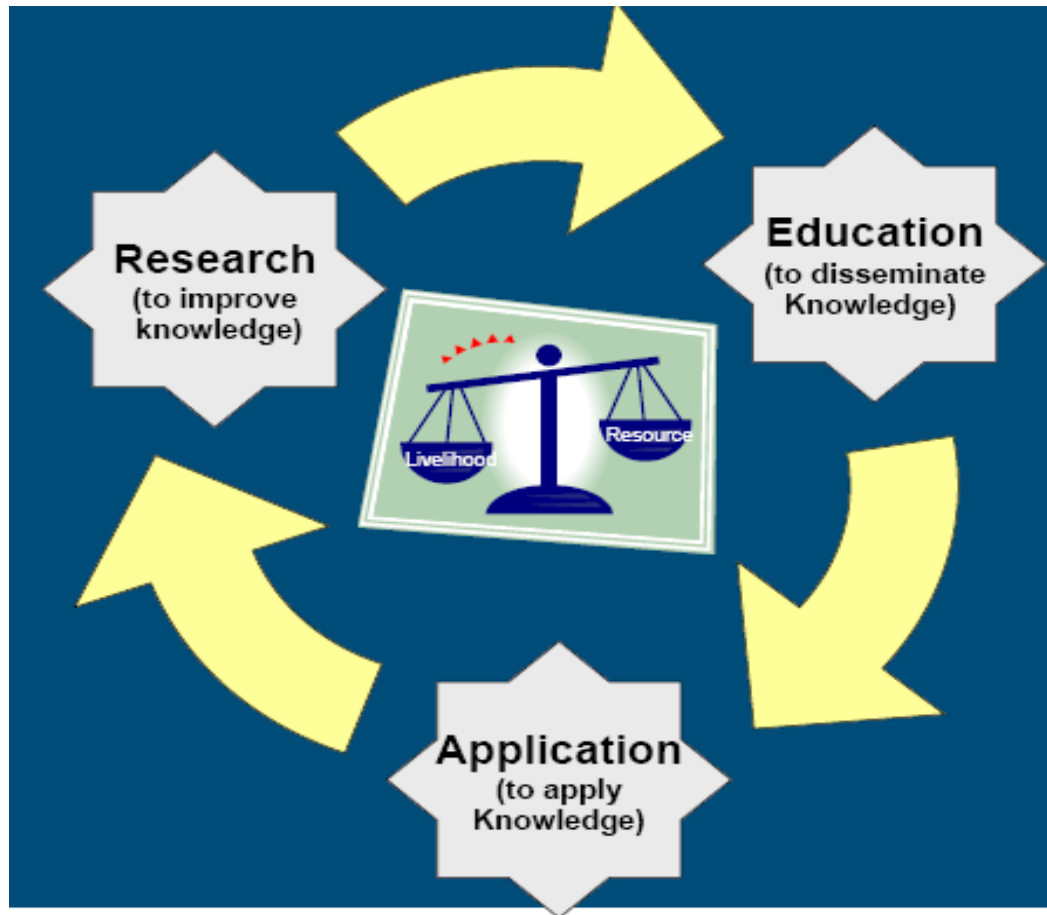 Research
(to improve
knowledge)
Education
(to disseminate
Knowledge)
Livelihood
Resource
Application
(to apply
Knowledge)